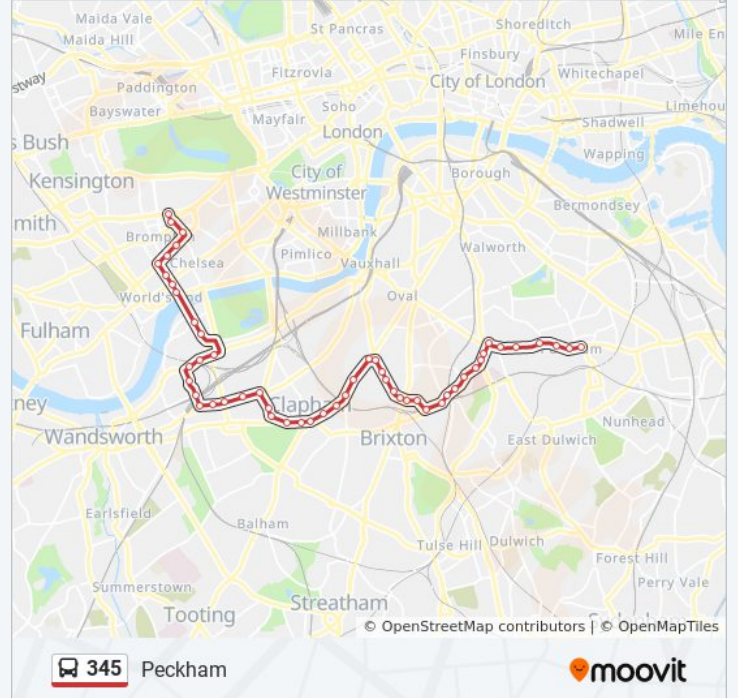 Maida Vale
Maida Hill
St Pancras
Shoreditch
Mile En
Finsbury
stway
Paddington
Fitzrovia
City of London
Whitechapel
Bayswater
Soho
Mayfair
London
Limehou
Shadwell
s Bush
Wapping
Kensington
City of
Westminster
Borough
Bermondsey
mith
Millbank
Walworth
Chelsea
Pimlico
Vauxhall
Oval
Fulham
Clapham
ney
Wandsworth
Brixton
Nunhead
East Dulwich
Earlsfield
Balham
Tulse Hill
Dulwich
Forest Hill
Summerstown
Perry Vale
Streatham
Tooting
© OpenStreetMap contributors | © OpenMapTiles
345 Peckham
moovit